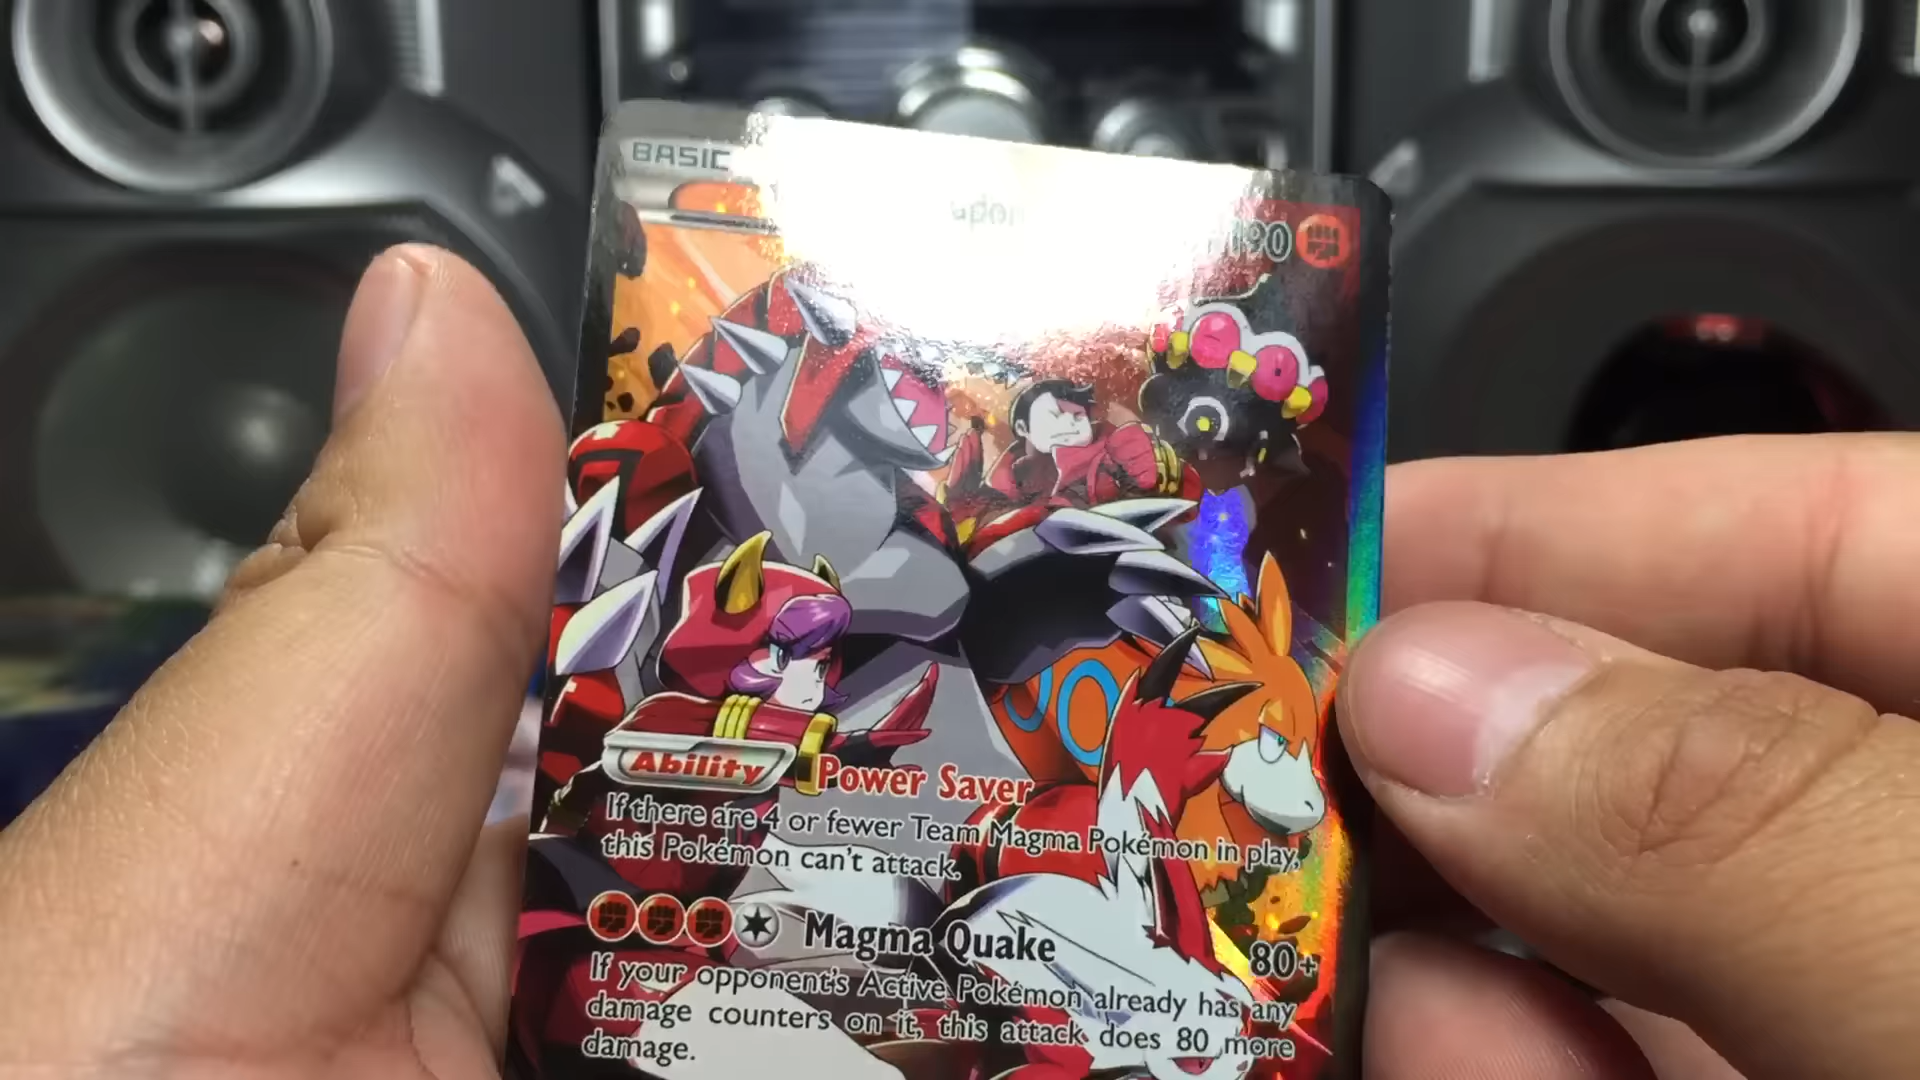 BASIC
190
Ability Power Saver
If there are 4 or fewer Team Magma Pokémon in play,
this Pokémon can't attack.
Magma Quake 80+
If your opponent's Active Pokémon already has any
damage counters on it, this attack does 80 more
damage.